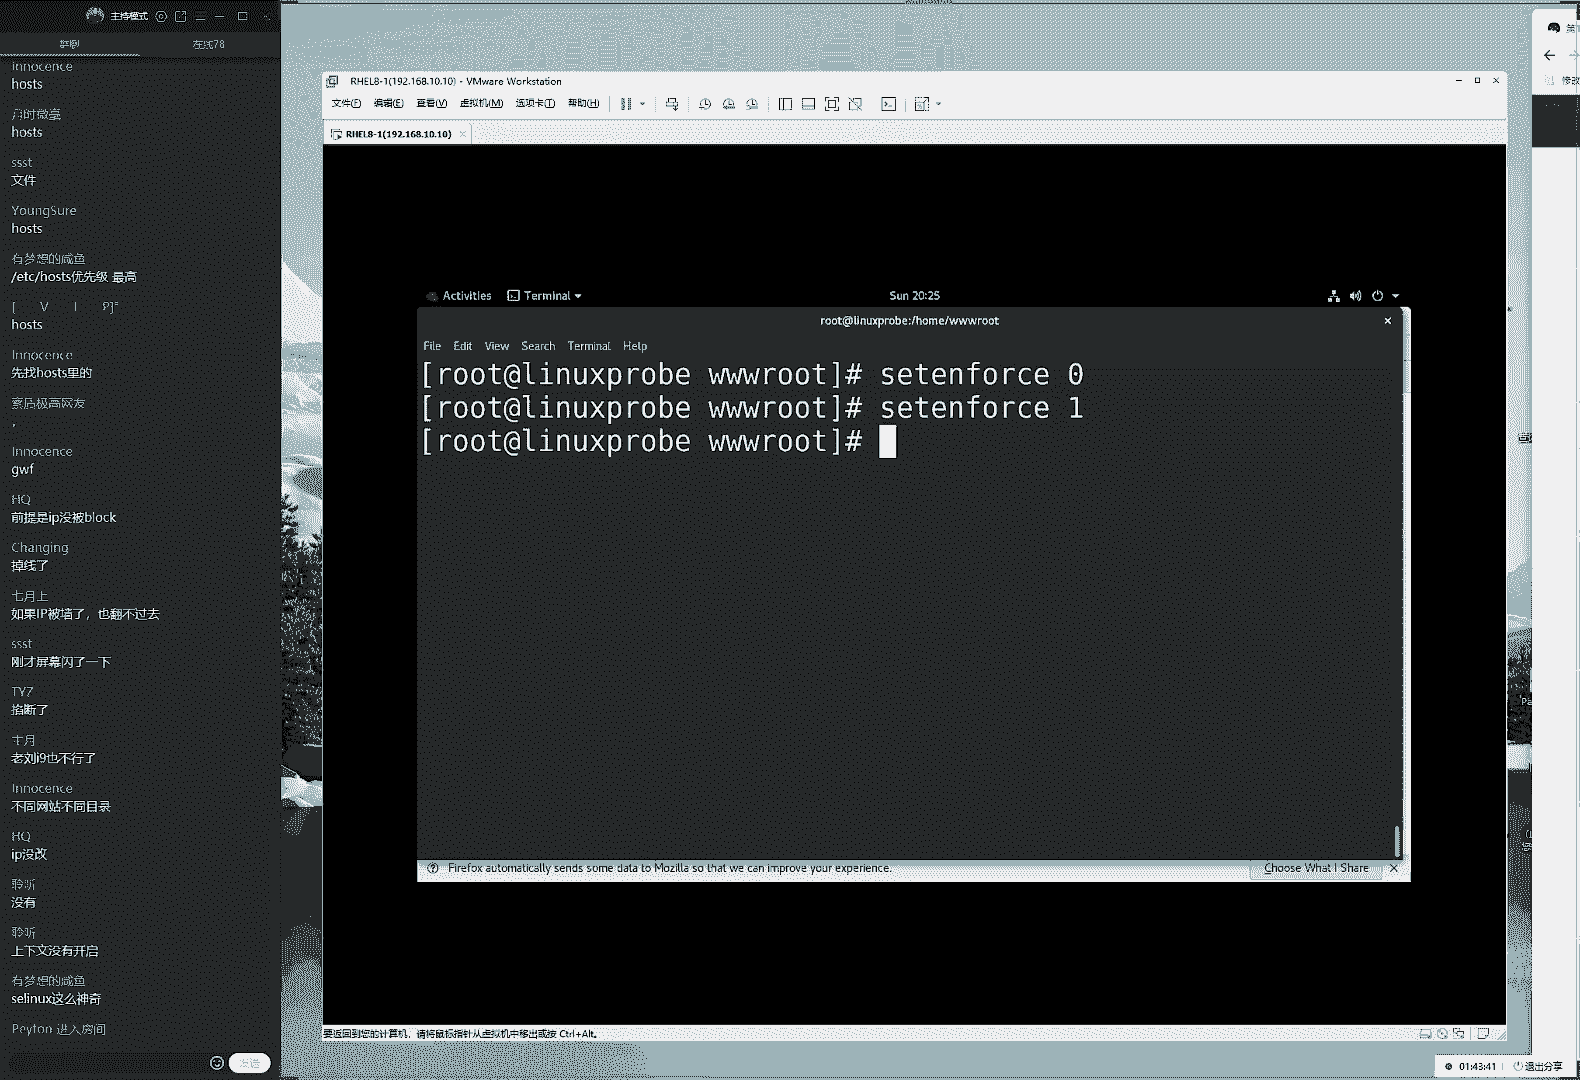 主持模式
在线78
Innocence
hosts
hosts
ssst
文件
YoungSure
hosts
有梦想的咸鱼
/etc/hosts优先级 最高
[ V I P]
hosts
Innocence
先找hosts里的
Innocence
gwf
HQ
前提是ip没被block
Changing
掉线了
七月上
如果IP被墙了，也翻不过去
ssst
刚才屏幕闪了一下
TYZ
掐断了
老刘i9也不行了
Innocence
不同网站不同目录
HQ
ip没改
聆听
没有
聆听
上下文没有开启
有梦想的咸鱼
selinux这么神奇
Peyton 进入房间
发送
RHEL8-1(192.168.10.10) - VMware Workstation
文件(F) 编辑(E) 查看(V) 虚拟机(M) 选项卡(T) 帮助(H)
RHEL8-1(192.168.10.10)
Activities Terminal Sun 20:25
root@linuxprobe:/home/wwwroot
File Edit View Search Terminal Help
[root@linuxprobe wwwroot]# setenforce 0
[root@linuxprobe wwwroot]# setenforce 1
[root@linuxprobe wwwroot]#
Firefox automatically sends some data to Mozilla so that we can improve your experience. Choose What I Share
要返回到您的计算机，请将鼠标指针从虚拟机中移出或按 Ctrl+Alt。
01:43:41 退出分享